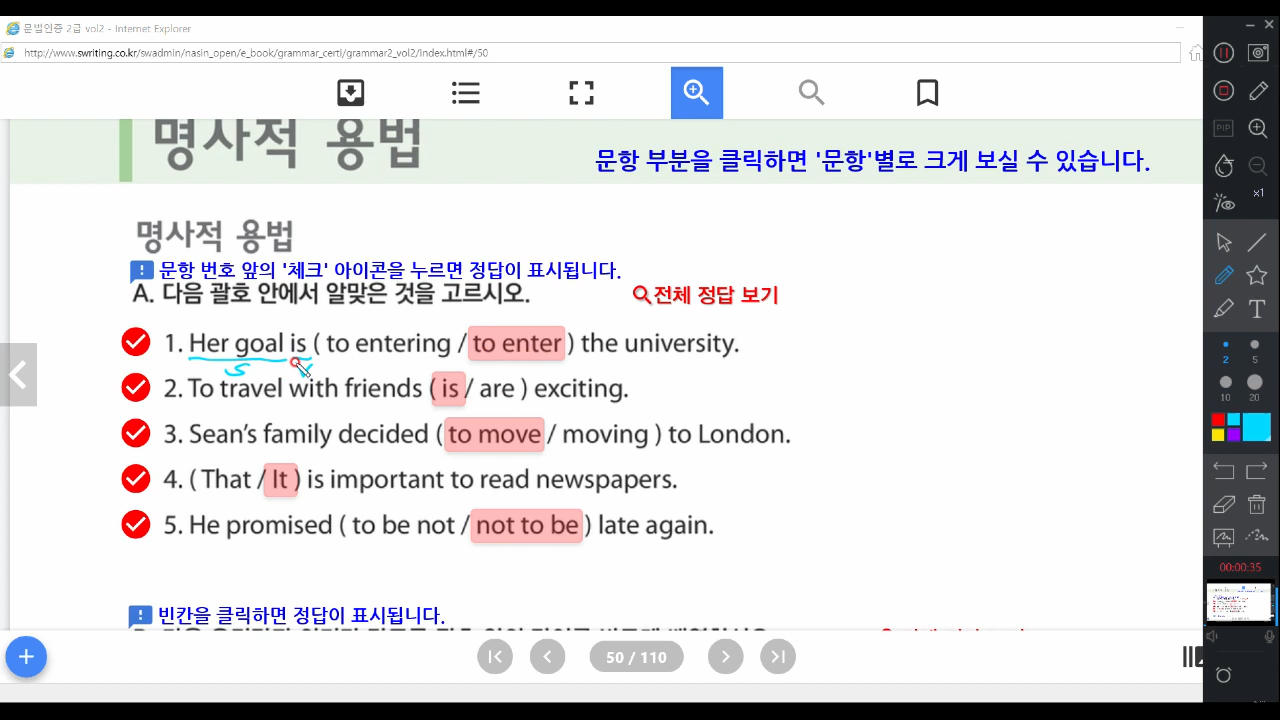 문법인증 2급 vol2 - Internet Explorer
http://www.swriting.co.kr/swadmin/nasin_open/e_book/grammar_certi/grammar2_vol2/index.html#/50
명사적 용법
문항 부분을 클릭하면 '문항'별로 크게 보실 수 있습니다.
명사적 용법
문항 번호 앞의 '체크' 아이콘을 누르면 정답이 표시됩니다.
A. 다음 괄호 안에서 알맞은 것을 고르시오.
전체 정답 보기
1. Her goal is ( to entering / to enter ) the university.
S
2. To travel with friends ( is / are ) exciting.
3. Sean's family decided ( to move / moving ) to London.
4. ( That / It ) is important to read newspapers.
5. He promised ( to be not / not to be ) late again.
빈칸을 클릭하면 정답이 표시됩니다.
50 / 110
PIP
x1
T
2 5
10 20
00:00:35